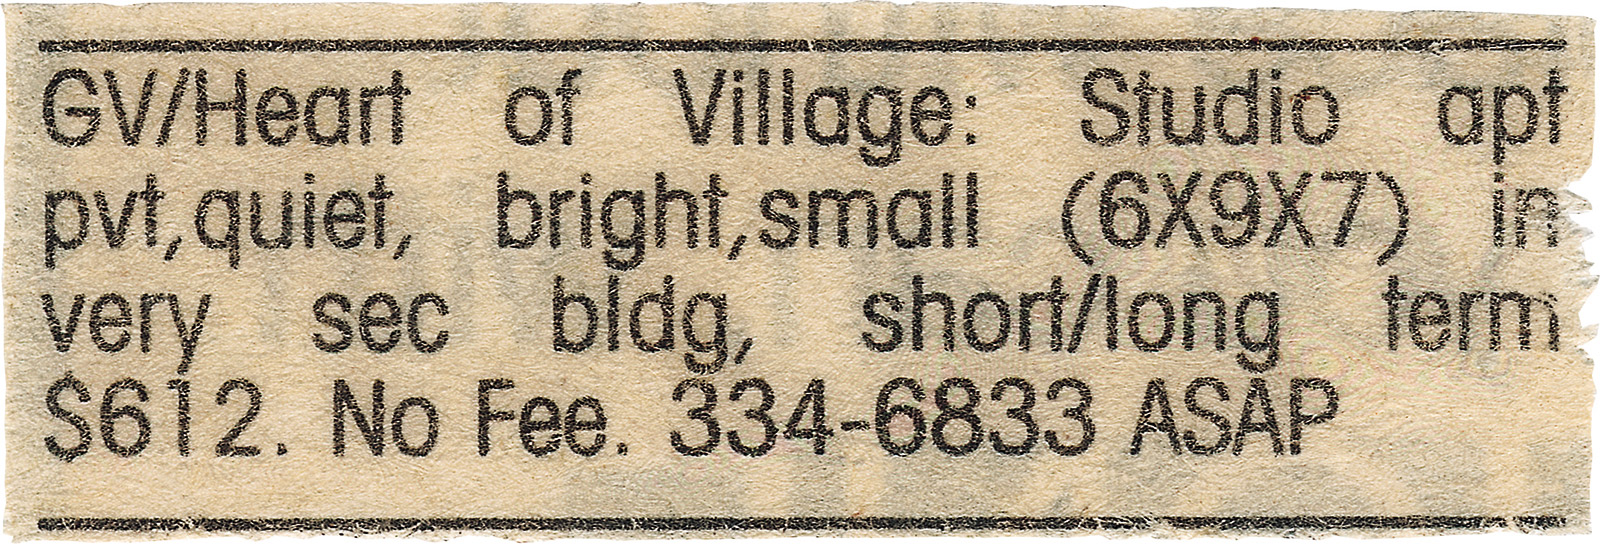 GV/Heart of Village: Studio apt
pvt,quiet, bright,small (6X9X7) in
very sec bldg, short/long term
$612. No Fee. 334-6833 ASAP